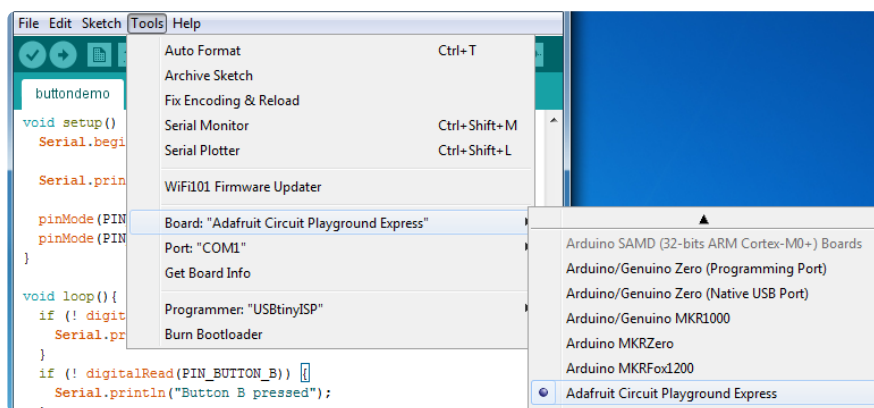 File Edit Sketch Tools Help
Auto Format Ctrl+T
Archive Sketch
Fix Encoding & Reload
Serial Monitor Ctrl+Shift+M
Serial Plotter Ctrl+Shift+L
WiFi101 Firmware Updater
Board: "Adafruit Circuit Playground Express"
Port: "COM1"
Get Board Info
Programmer: "USBtinyISP"
Burn Bootloader
Arduino SAMD (32-bits ARM Cortex-M0+) Boards
Arduino/Genuino Zero (Programming Port)
Arduino/Genuino Zero (Native USB Port)
Arduino/Genuino MKR1000
Arduino MKRZero
Arduino MKRFox1200
Adafruit Circuit Playground Express
buttondemo
void setup()
Serial.begi
Serial.prin
pinMode(PIN
pinMode(PIN
}
void loop(){
if (! digit
Serial.pr
}
if (! digitalRead(PIN_BUTTON_B)) {
Serial.println("Button B pressed");